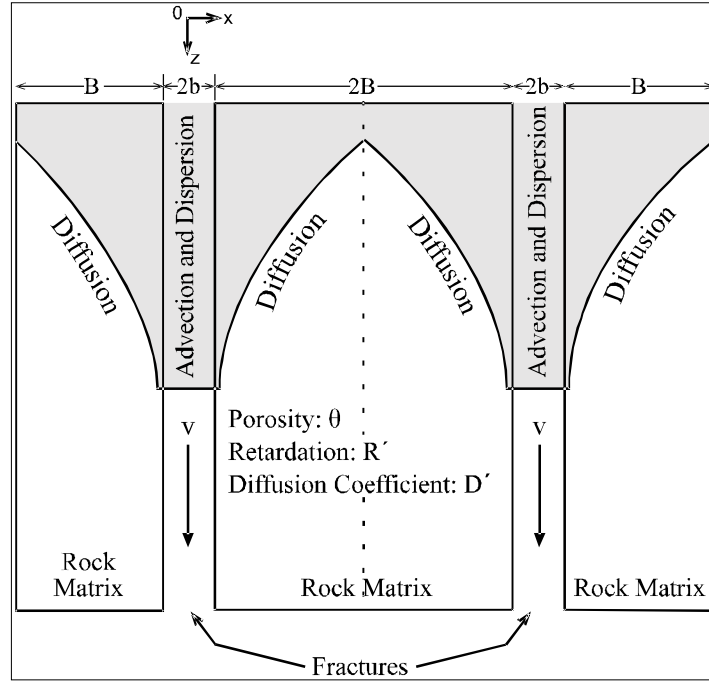 0
x
z
B
2b
2B
2b
B
Diffusion
Advection and Dispersion
Diffusion
Diffusion
Advection and Dispersion
Diffusion
Porosity: θ
Retardation: R´
Diffusion Coefficient: D´
v
v
Rock
Matrix
Rock Matrix
Rock Matrix
Fractures